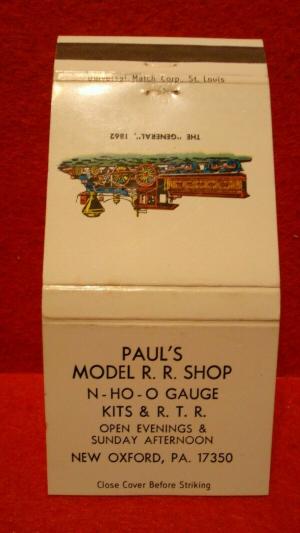 Universal Match Corp., St. Louis
THE "GENERAL", 1862
PAUL'S
MODEL R. R. SHOP
N - HO - O GAUGE
KITS & R. T. R.
OPEN EVENINGS &
SUNDAY AFTERNOON
NEW OXFORD, PA. 17350
Close Cover Before Striking